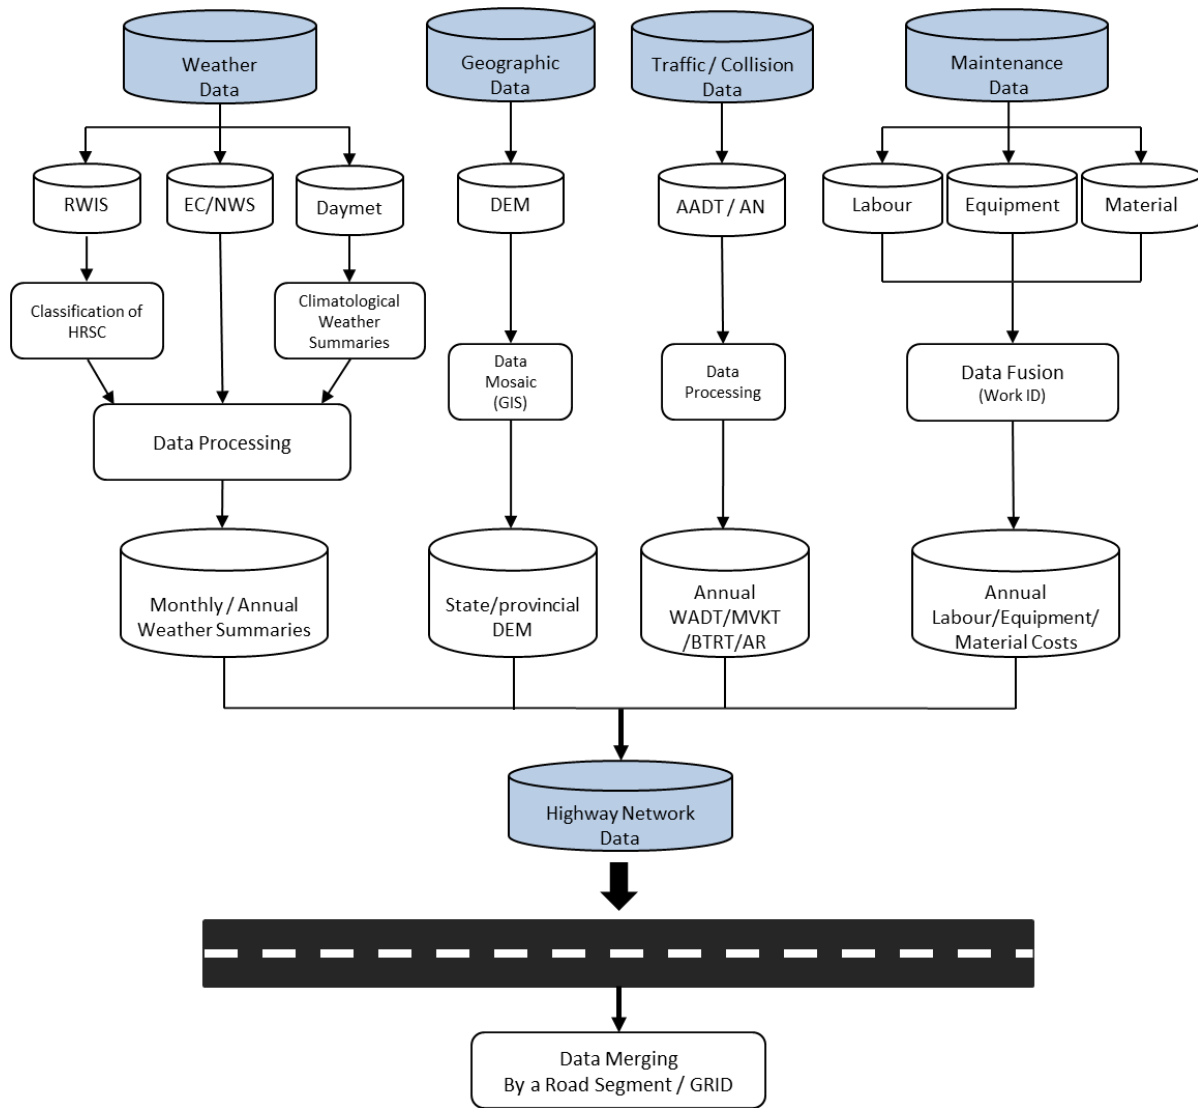 Weather
Data
Geographic
Data
Traffic / Collision
Data
Maintenance
Data
RWIS
EC/NWS
Daymet
DEM
AADT / AN
Labour
Equipment
Material
Classification of
HRSC
Climatological
Weather
Summaries
Data
Mosaic
(GIS)
Data
Processing
Data Fusion
(Work ID)
Data Processing
Monthly / Annual
Weather Summaries
State/provincial
DEM
Annual
WADT/MVKT
/BTRT/AR
Annual
Labour/Equipment/
Material Costs
Highway Network
Data
Data Merging
By a Road Segment / GRID